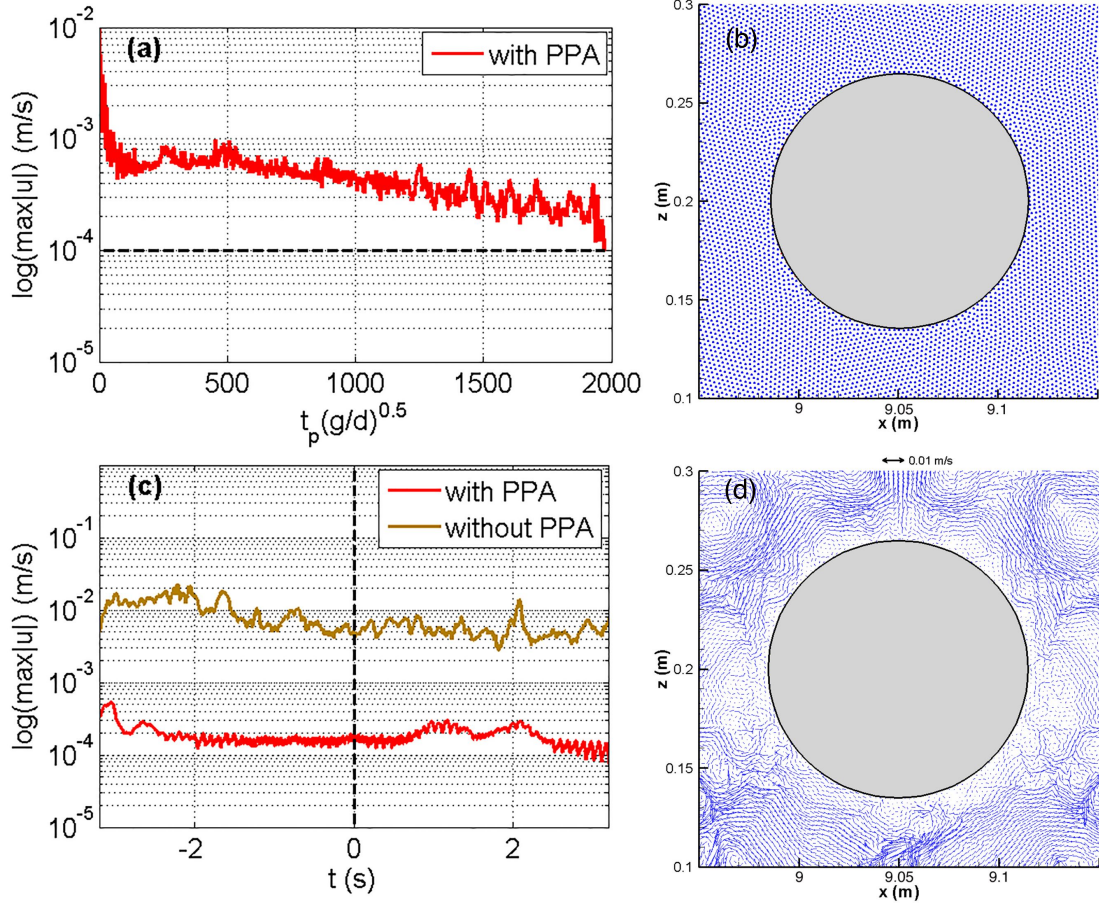 (a)
with PPA
log(max|u|) (m/s)
10^-2
10^-3
10^-4
10^-5
0 500 1000 1500 2000
t_p(g/d)^0.5
(b)
z (m)
0.3
0.25
0.2
0.15
0.1
9 9.05 9.1
x (m)
(c)
with PPA
without PPA
log(max|u|) (m/s)
10^-1
10^-2
10^-3
10^-4
10^-5
-2 0 2
t (s)
0.01 m/s
(d)
z (m)
0.3
0.25
0.2
0.15
0.1
9 9.05 9.1
x (m)